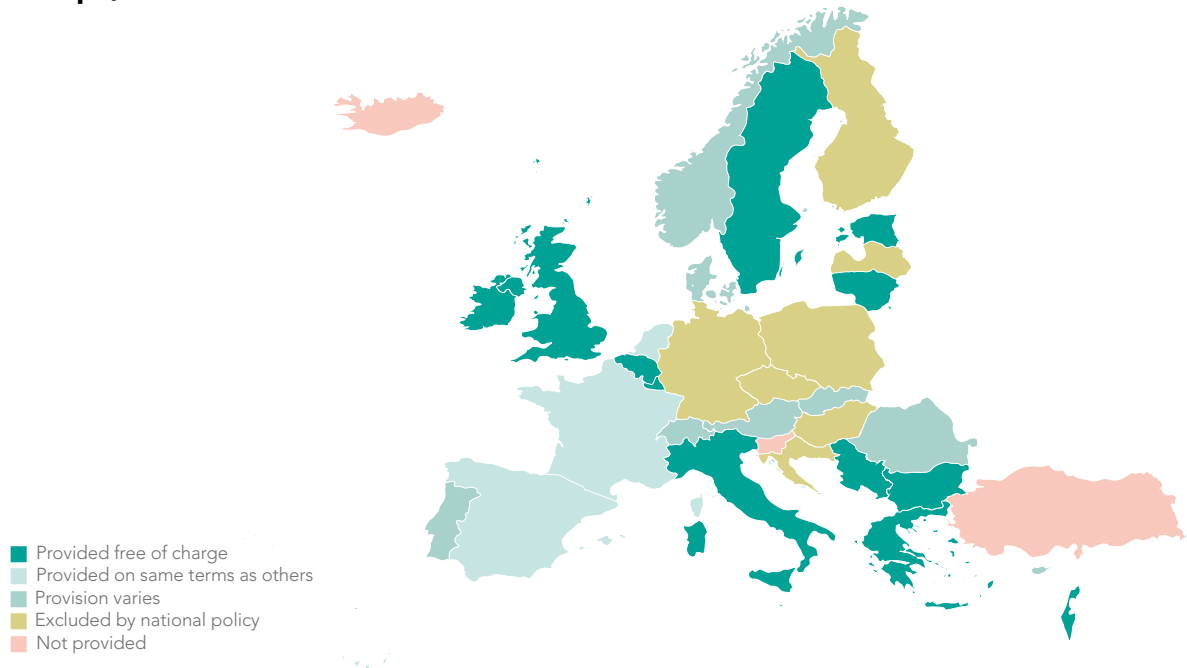 Provided free of charge
Provided on same terms as others
Provision varies
Excluded by national policy
Not provided